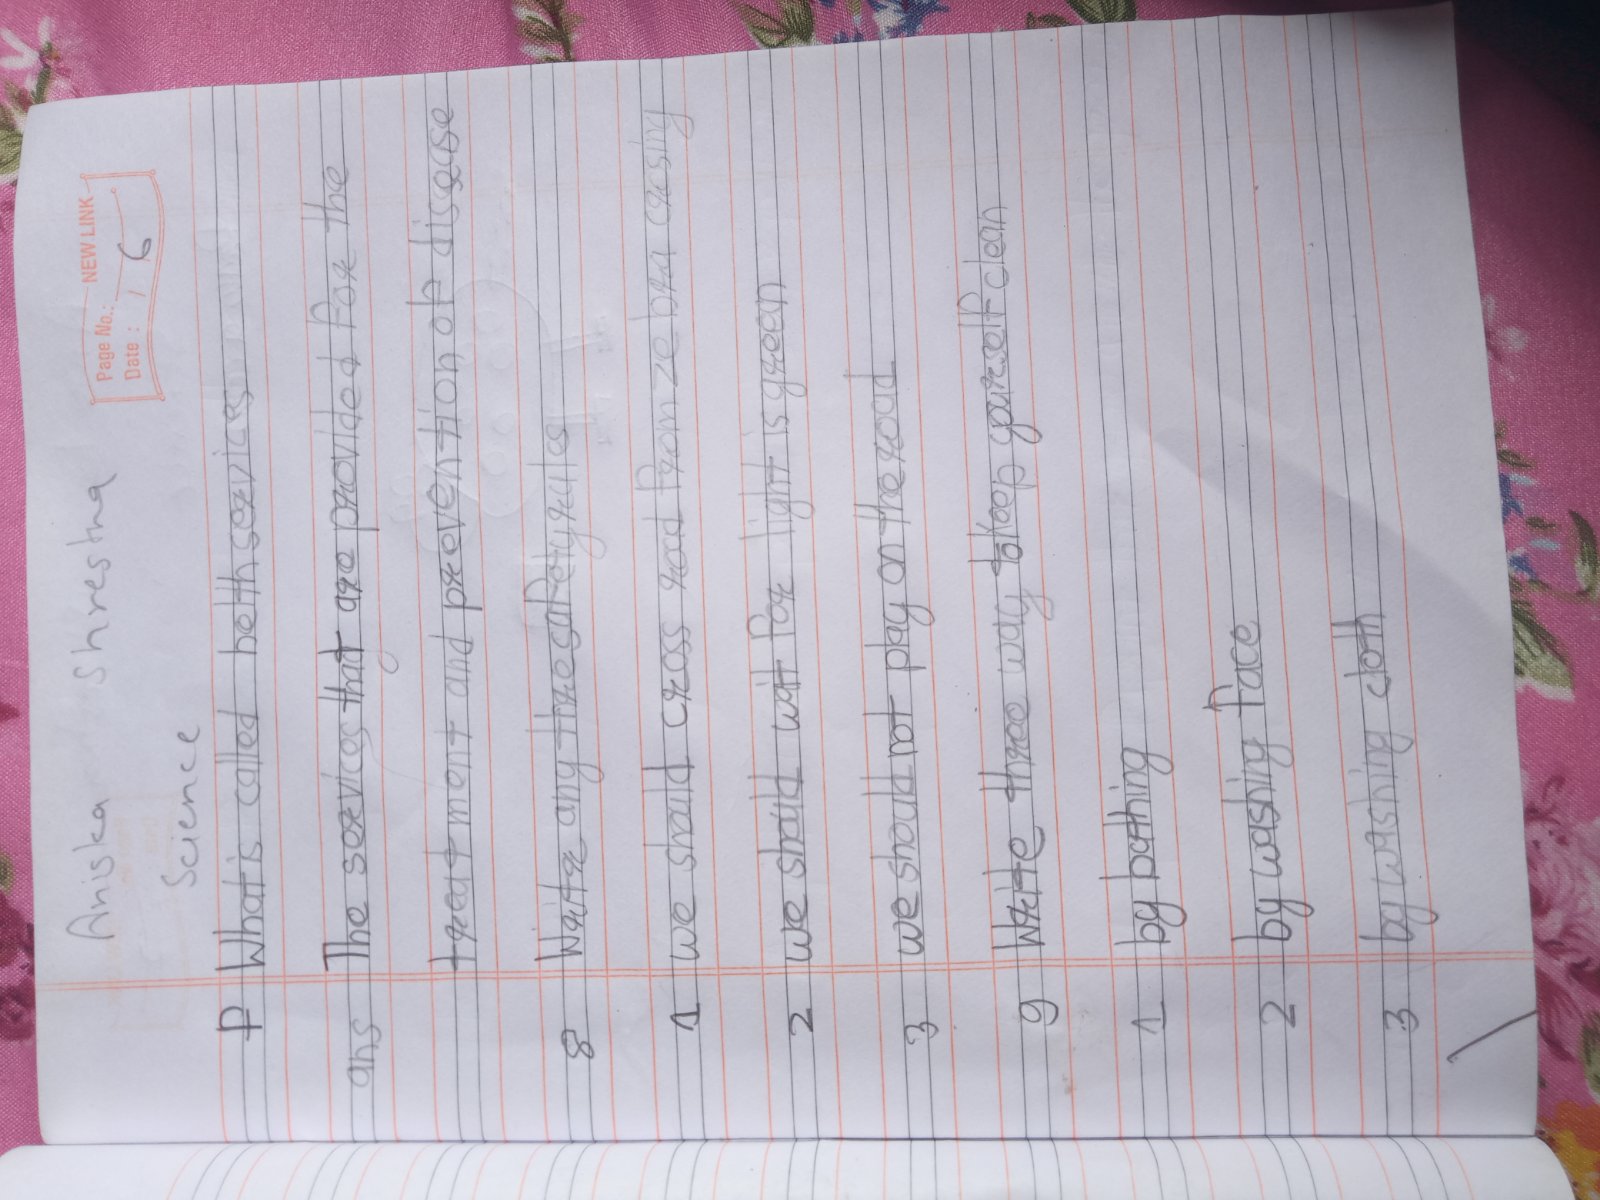 Aniska Shrestha
Science
NEW LINK
Page No.:
Date : 6
What is called helth services
ans The services that are provided for the
treatment and prevention of disease
8 Write any three safety rules
1 we should cross road from zebra crosing
2 we should wait for light is green
3 we should not play on the road
9 Write three way to keep yourself clean
1 by bathing
2 by washing face
3 by washing cloth